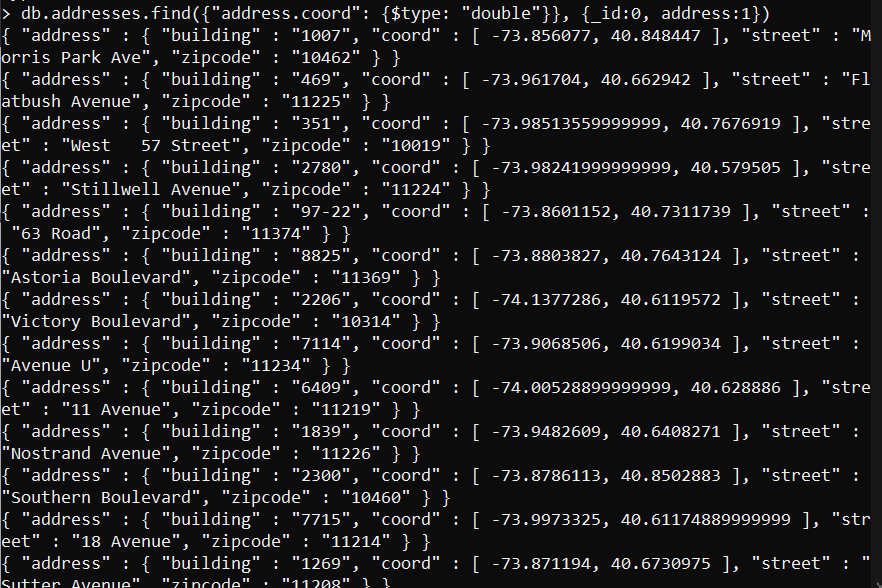 > db.addresses.find({"address.coord": {$type: "double"}}, {_id:0, address:1})
{ "address" : { "building" : "1007", "coord" : [ -73.856077, 40.848447 ], "street" : "M
orris Park Ave", "zipcode" : "10462" } }
{ "address" : { "building" : "469", "coord" : [ -73.961704, 40.662942 ], "street" : "Fl
atbush Avenue", "zipcode" : "11225" } }
{ "address" : { "building" : "351", "coord" : [ -73.98513559999999, 40.7676919 ], "stre
et" : "West   57 Street", "zipcode" : "10019" } }
{ "address" : { "building" : "2780", "coord" : [ -73.98241999999999, 40.579505 ], "stre
et" : "Stillwell Avenue", "zipcode" : "11224" } }
{ "address" : { "building" : "97-22", "coord" : [ -73.8601152, 40.7311739 ], "street" :
 "63 Road", "zipcode" : "11374" } }
{ "address" : { "building" : "8825", "coord" : [ -73.8803827, 40.7643124 ], "street" :
"Astoria Boulevard", "zipcode" : "11369" } }
{ "address" : { "building" : "2206", "coord" : [ -74.1377286, 40.6119572 ], "street" :
"Victory Boulevard", "zipcode" : "10314" } }
{ "address" : { "building" : "7114", "coord" : [ -73.9068506, 40.6199034 ], "street" :
"Avenue U", "zipcode" : "11234" } }
{ "address" : { "building" : "6409", "coord" : [ -74.00528899999999, 40.628886 ], "stre
et" : "11 Avenue", "zipcode" : "11219" } }
{ "address" : { "building" : "1839", "coord" : [ -73.9482609, 40.6408271 ], "street" :
"Nostrand Avenue", "zipcode" : "11226" } }
{ "address" : { "building" : "2300", "coord" : [ -73.8786113, 40.8502883 ], "street" :
"Southern Boulevard", "zipcode" : "10460" } }
{ "address" : { "building" : "7715", "coord" : [ -73.9973325, 40.61174889999999 ], "str
eet" : "18 Avenue", "zipcode" : "11214" } }
{ "address" : { "building" : "1269", "coord" : [ -73.871194, 40.6730975 ], "street" : "
Sutter Avenue", "zipcode" : "11208" } }